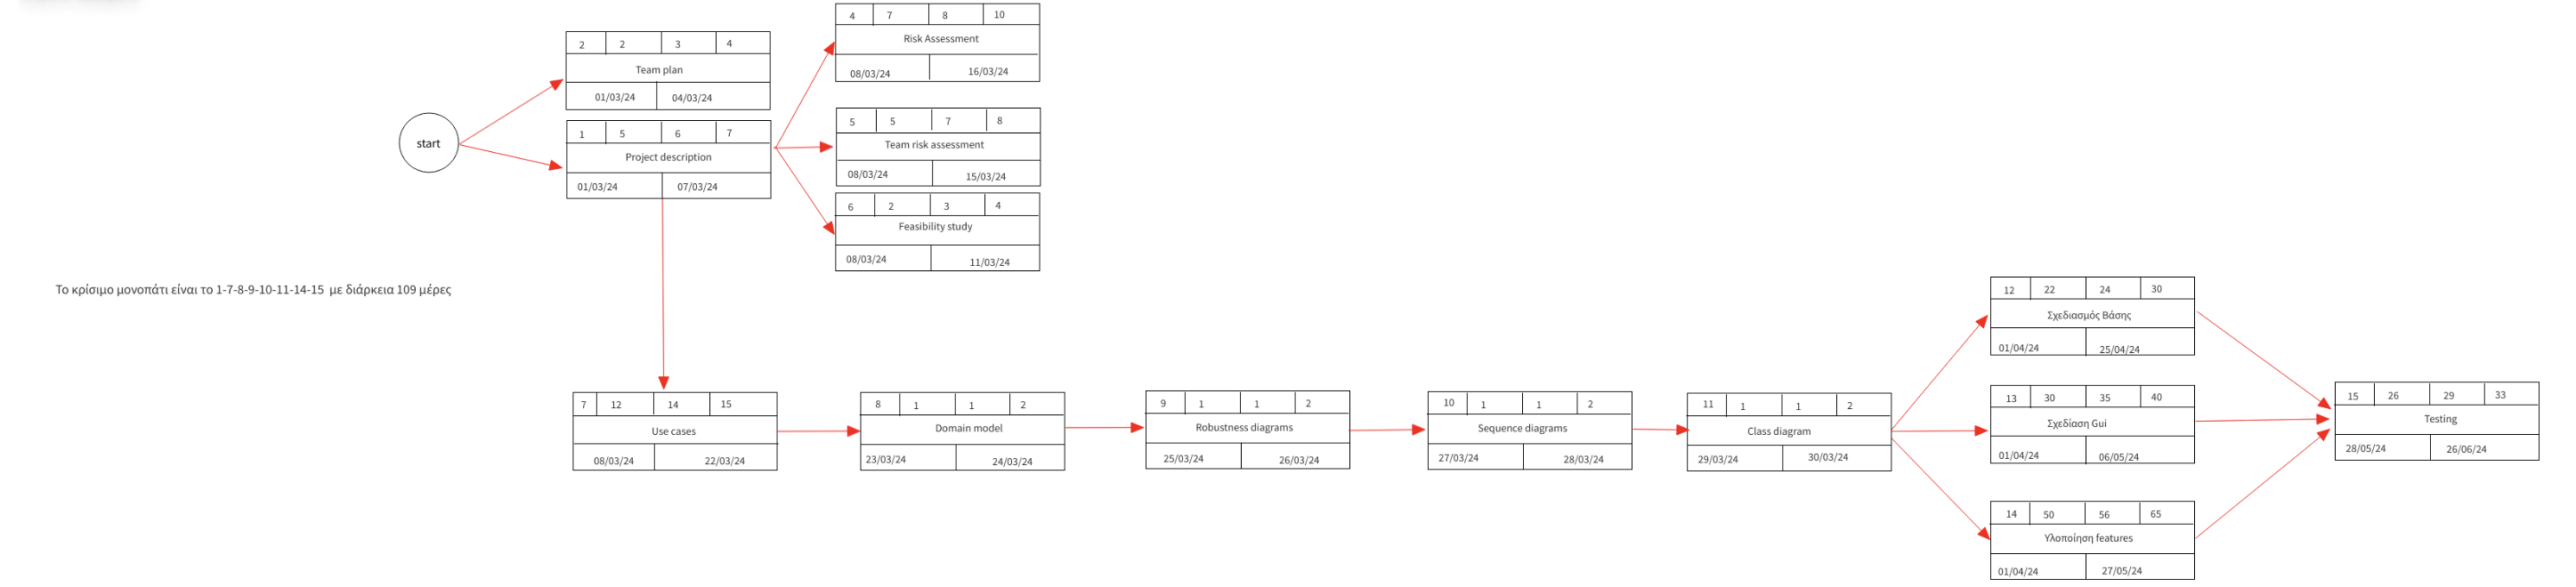 4 7 8 10
Risk Assessment
08/03/24 16/03/24
2 2 3 4
Team plan
01/03/24 04/03/24
start
1 5 6 7
Project description
01/03/24 07/03/24
5 5 7 8
Team risk assessment
08/03/24 15/03/24
6 2 3 4
Feasibility study
08/03/24 11/03/24
Το κρίσιμο μονοπάτι είναι το 1-7-8-9-10-11-14-15 με διάρκεια 109 μέρες
7 12 14 15
Use cases
08/03/24 22/03/24
8 1 1 2
Domain model
23/03/24 24/03/24
9 1 1 2
Robustness diagrams
25/03/24 26/03/24
10 1 1 2
Sequence diagrams
27/03/24 28/03/24
11 1 1 2
Class diagram
29/03/24 30/03/24
12 22 24 30
Σχεδιασμός Βάσης
01/04/24 25/04/24
13 30 35 40
Σχεδίαση Gui
01/04/24 06/05/24
14 50 56 65
Υλοποίηση features
01/04/24 27/05/24
15 26 29 33
Testing
28/05/24 26/06/24